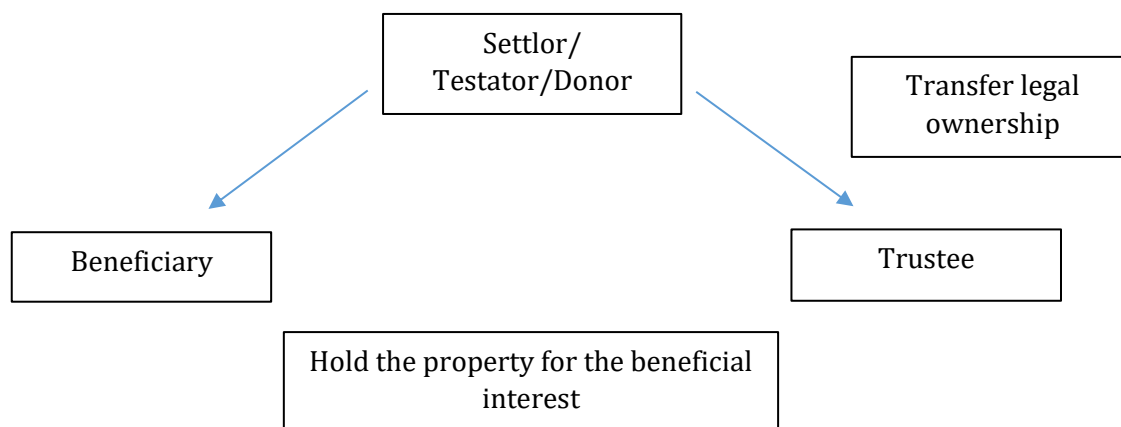 Settlor/
Testator/Donor
Transfer legal
ownership
Beneficiary
Trustee
Hold the property for the beneficial
interest